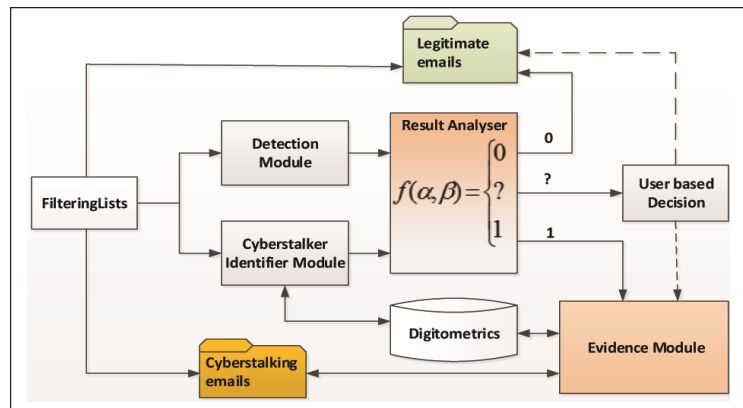 Legitimate
emails
Detection
Module
Result Analyser
0
f(α,β)={0
?
1
?
User based
Decision
FilteringLists
Cyberstalker
Identifier Module
1
Digitometrics
Evidence Module
Cyberstalking
emails